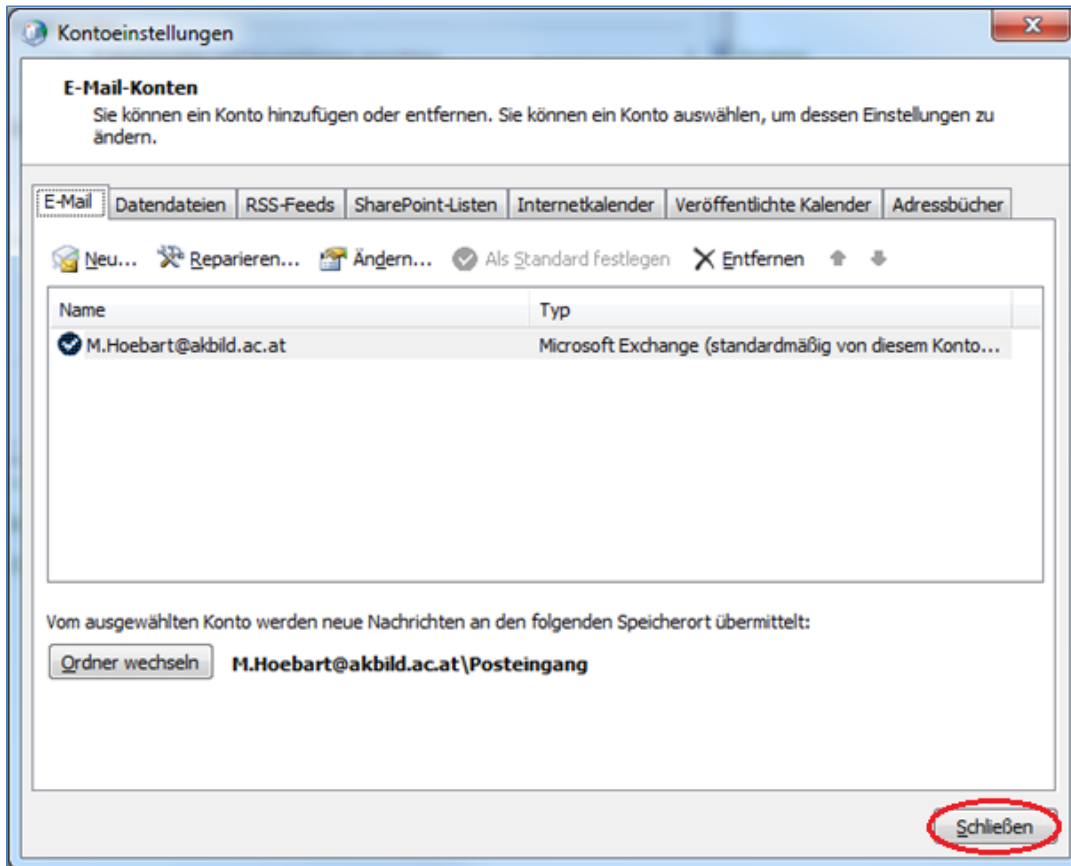 Kontoeinstellungen
E-Mail-Konten
Sie können ein Konto hinzufügen oder entfernen. Sie können ein Konto auswählen, um dessen Einstellungen zu
ändern.
E-Mail Datendateien RSS-Feeds SharePoint-Listen Internetkalender Veröffentlichte Kalender Adressbücher
Neu... Reparieren... Ändern... Als Standard festlegen Entfernen
Name Typ
M.Hoebart@akbild.ac.at Microsoft Exchange (standardmäßig von diesem Konto...
Vom ausgewählten Konto werden neue Nachrichten an den folgenden Speicherort übermittelt:
Ordner wechseln M.Hoebart@akbild.ac.at\Posteingang
Schließen